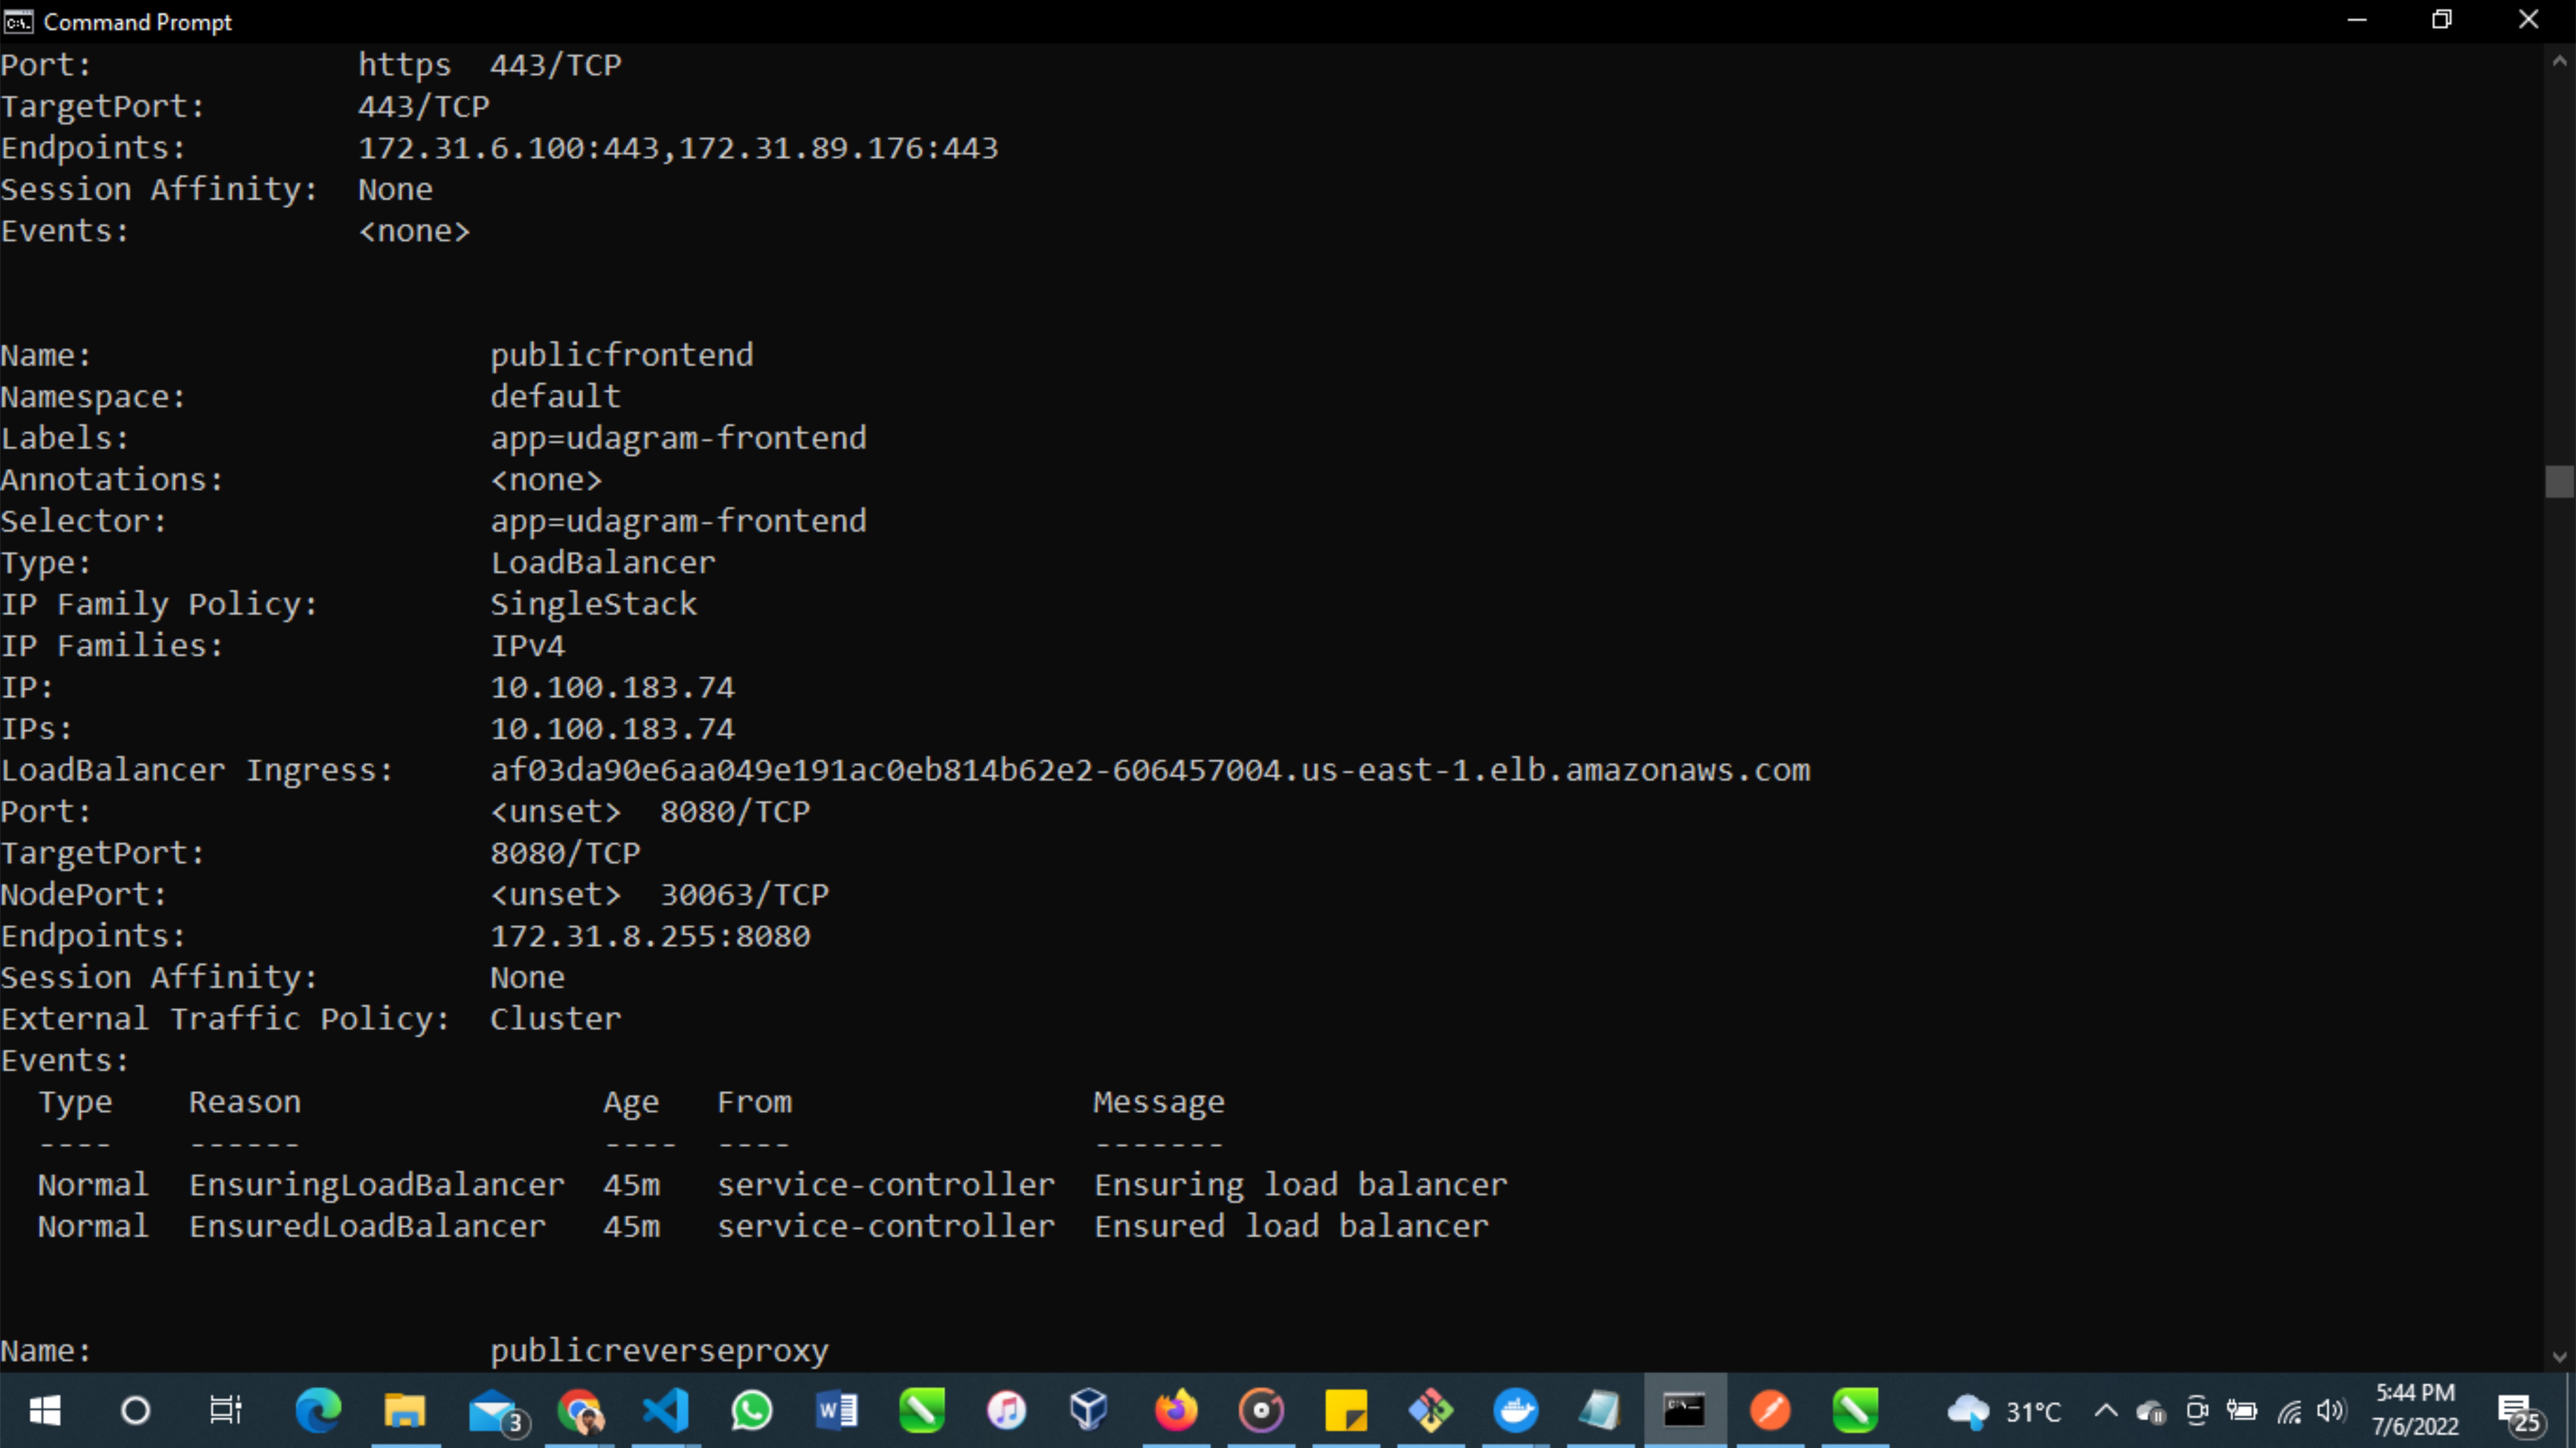 Command Prompt
Port:              https  443/TCP
TargetPort:        443/TCP
Endpoints:         172.31.6.100:443,172.31.89.176:443
Session Affinity:  None
Events:            <none>
Name:                     publicfrontend
Namespace:                default
Labels:                   app=udagram-frontend
Annotations:              <none>
Selector:                 app=udagram-frontend
Type:                     LoadBalancer
IP Family Policy:         SingleStack
IP Families:              IPv4
IP:                       10.100.183.74
IPs:                      10.100.183.74
LoadBalancer Ingress:     af03da90e6aa049e191ac0eb814b62e2-606457004.us-east-1.elb.amazonaws.com
Port:                     <unset>  8080/TCP
TargetPort:               8080/TCP
NodePort:                 <unset>  30063/TCP
Endpoints:                172.31.8.255:8080
Session Affinity:         None
External Traffic Policy:  Cluster
Events:
  Type    Reason                Age   From                Message
  ----    ------                ----  ----                -------
  Normal  EnsuringLoadBalancer  45m   service-controller  Ensuring load balancer
  Normal  EnsuredLoadBalancer   45m   service-controller  Ensured load balancer
Name:                     publicreverseproxy
3
31°C
5:44 PM
7/6/2022
25